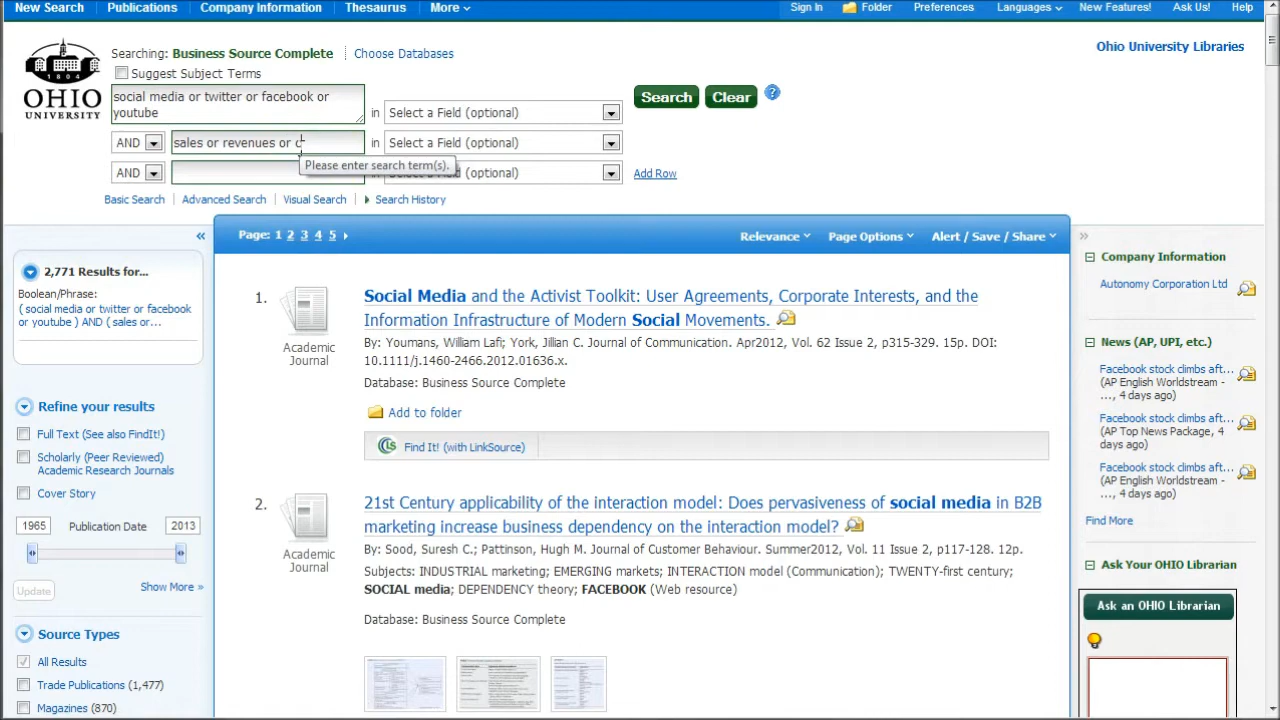 New Search Publications Company Information Thesaurus More Sign In Folder Preferences Languages New Features! Ask Us! Help
Ohio University Libraries
1804
OHIO
UNIVERSITY
Searching: Business Source Complete Choose Databases
Suggest Subject Terms
social media or twitter or facebook or
youtube
in Select a Field (optional) Search Clear ?
AND sales or revenues or c in Select a Field (optional)
Please enter search term(s).
AND in Select a Field (optional) Add Row
Basic Search Advanced Search Visual Search Search History
«
2,771 Results for...
Boolean/Phrase:
( social media or twitter or facebook
or youtube ) AND ( sales or...
Refine your results
Full Text (See also FindIt!)
Scholarly (Peer Reviewed)
Academic Research Journals
Cover Story
1965 Publication Date 2013
Show More »
Update
Source Types
All Results
Trade Publications (1,477)
Magazines (870)
Page: 1 2 3 4 5 Relevance Page Options Alert / Save / Share
1.
Academic
Journal
Social Media and the Activist Toolkit: User Agreements, Corporate Interests, and the
Information Infrastructure of Modern Social Movements.
By: Youmans, William Lafi; York, Jillian C. Journal of Communication. Apr2012, Vol. 62 Issue 2, p315-329. 15p. DOI:
10.1111/j.1460-2466.2012.01636.x.
Database: Business Source Complete
Add to folder
LS Find It! (with LinkSource)
2.
Academic
Journal
21st Century applicability of the interaction model: Does pervasiveness of social media in B2B
marketing increase business dependency on the interaction model?
By: Sood, Suresh C.; Pattinson, Hugh M. Journal of Customer Behaviour. Summer2012, Vol. 11 Issue 2, p117-128. 12p.
Subjects: INDUSTRIAL marketing; EMERGING markets; INTERACTION model (Communication); TWENTY-first century;
SOCIAL media; DEPENDENCY theory; FACEBOOK (Web resource)
Database: Business Source Complete
»
Company Information
Autonomy Corporation Ltd
News (AP, UPI, etc.)
Facebook stock climbs aft...
(AP English Worldstream -
..., 4 days ago)
Facebook stock climbs aft...
(AP Top News Package, 4
days ago)
Facebook stock climbs aft...
(AP English Worldstream -
..., 4 days ago)
Find More
Ask Your OHIO Librarian
Ask an OHIO Librarian